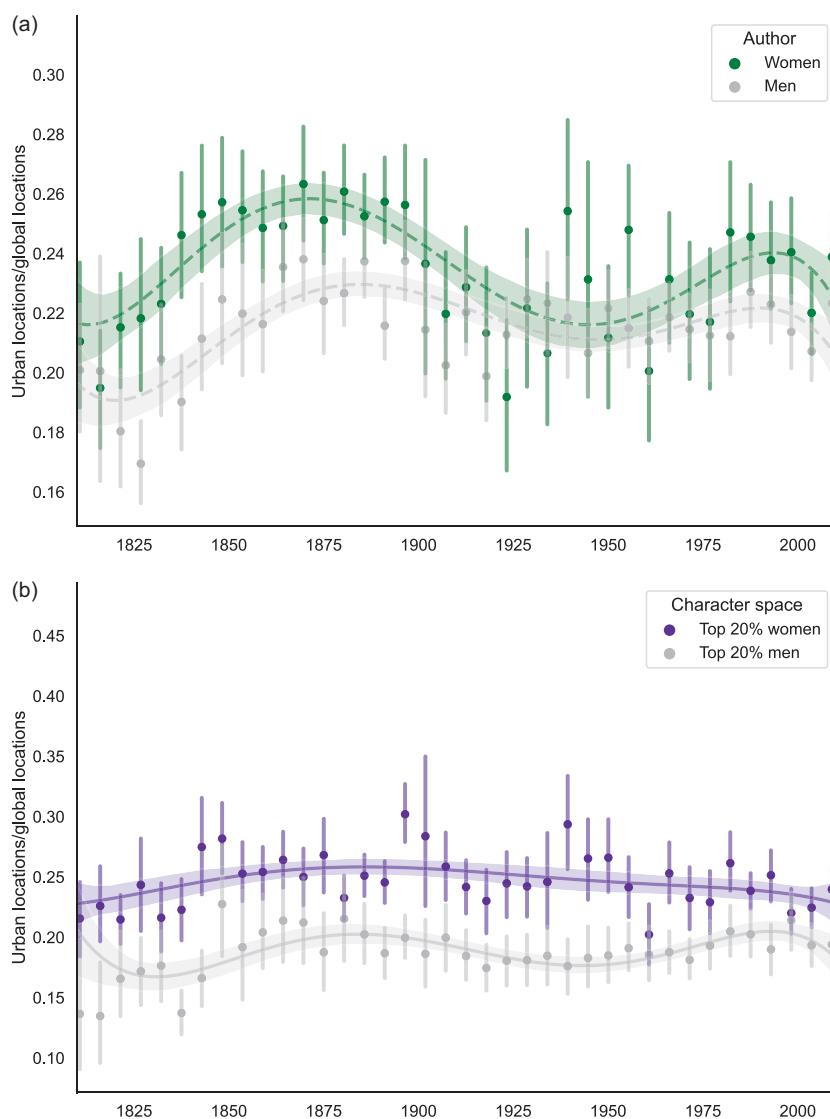 (a)
Author
Women
Men
Urban locations/global locations
0.30
0.28
0.26
0.24
0.22
0.20
0.18
0.16
1825 1850 1875 1900 1925 1950 1975 2000
(b)
Character space
Top 20% women
Top 20% men
Urban locations/global locations
0.45
0.40
0.35
0.30
0.25
0.20
0.15
0.10
1825 1850 1875 1900 1925 1950 1975 2000